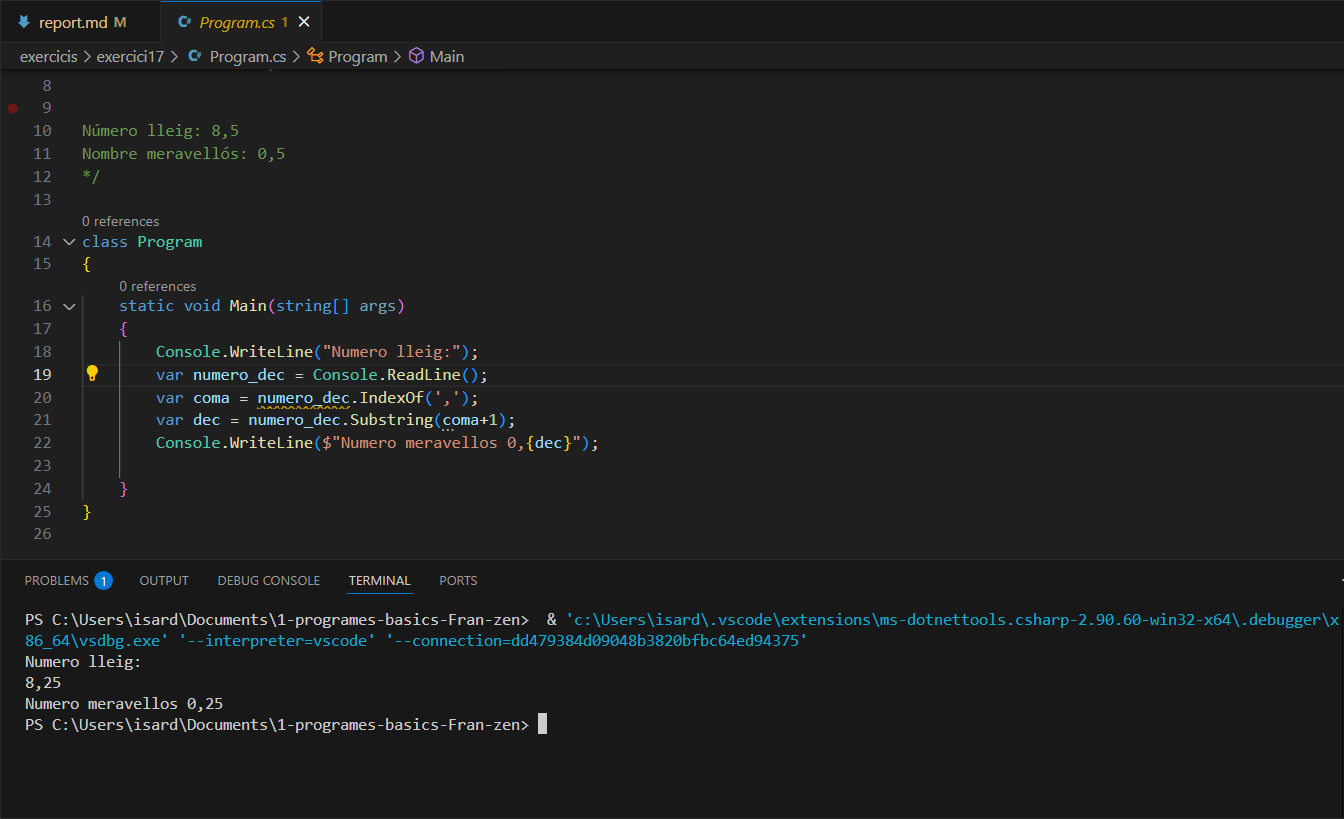 report.md M
C# Program.cs 1
exercicis > exercici17 > C# Program.cs > Program > Main
8
9
10 Número lleig: 8,5
11 Nombre meravellós: 0,5
12 */
13
0 references
14 class Program
15 {
0 references
16 static void Main(string[] args)
17 {
18 Console.WriteLine("Numero lleig:");
19 var numero_dec = Console.ReadLine();
20 var coma = numero_dec.IndexOf(',');
21 var dec = numero_dec.Substring(coma+1);
22 Console.WriteLine($"Numero meravellos 0,{dec}");
23
24 }
25 }
26
PROBLEMS 1 OUTPUT DEBUG CONSOLE TERMINAL PORTS
PS C:\Users\isard\Documents\1-programes-basics-Fran-zen>  & 'c:\Users\isard\.vscode\extensions\ms-dotnettools.csharp-2.90.60-win32-x64\.debugger\x
86_64\vsdbg.exe' '--interpreter=vscode' '--connection=dd479384d09048b3820bfbc64ed94375'
Numero lleig:
8,25
Numero meravellos 0,25
PS C:\Users\isard\Documents\1-programes-basics-Fran-zen>